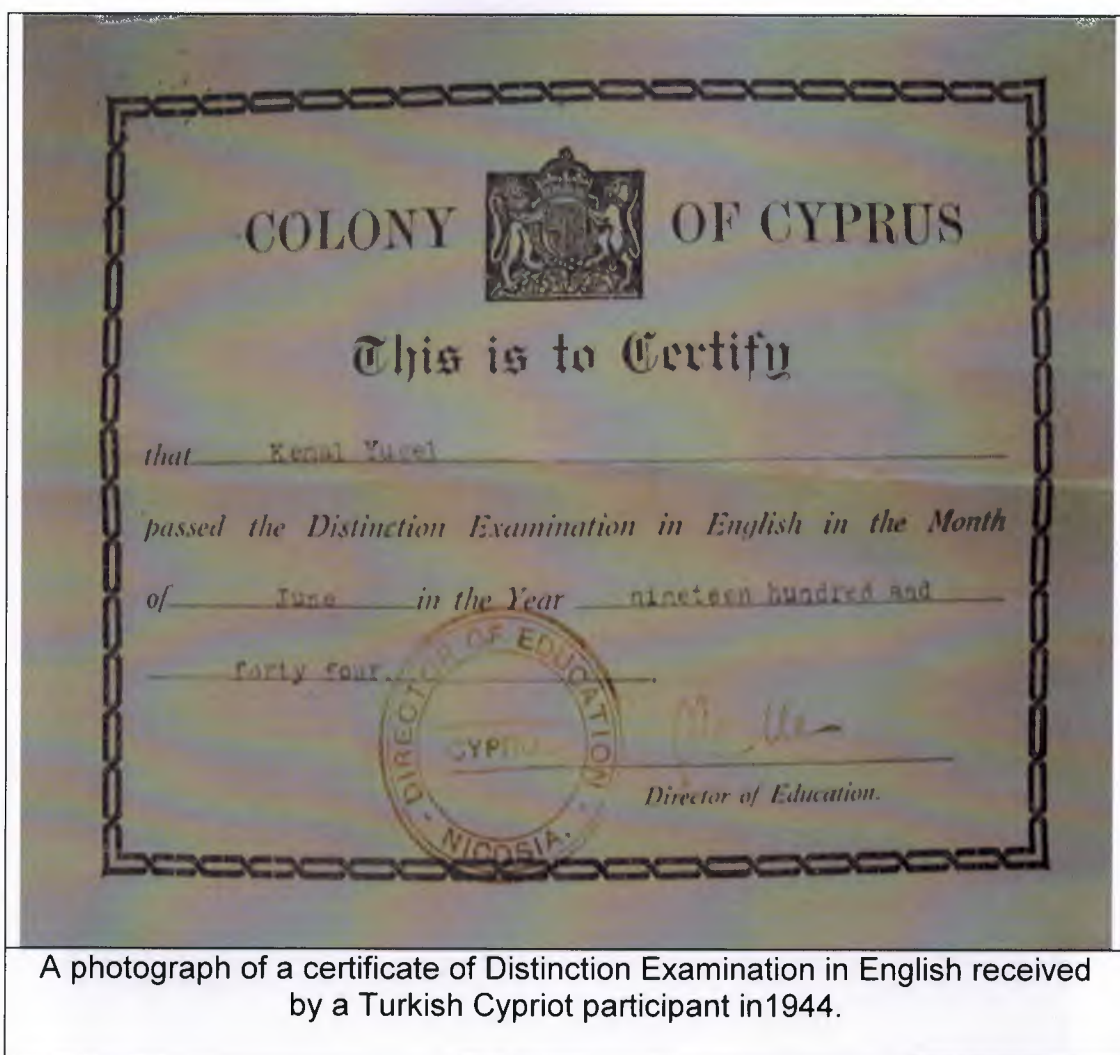 COLONY OF CYPRUS
This is to Certify
that Kemal Yugel
passed the Distinction Examination in English in the Month
of June in the Year nineteen hundred and
forty four.
DIRECTOR OF EDUCATION
CYPRUS
NICOSIA.
Director of Education.
A photograph of a certificate of Distinction Examination in English received
by a Turkish Cypriot participant in1944.